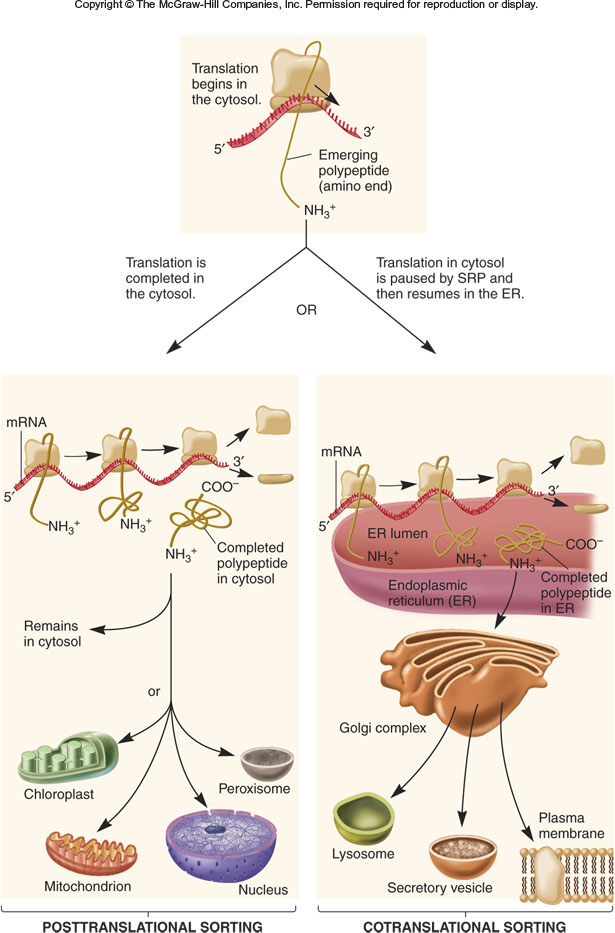 Copyright © The McGraw-Hill Companies, Inc. Permission required for reproduction or display.
Translation
begins in
the cytosol.
5′
3′
Emerging
polypeptide
(amino end)
NH3+
Translation is
completed in
the cytosol.
OR
Translation in cytosol
is paused by SRP and
then resumes in the ER.
mRNA
5′
3′
NH3+
NH3+
COO–
NH3+
Completed
polypeptide
in cytosol
Remains
in cytosol
or
Chloroplast
Peroxisome
Mitochondrion
Nucleus
POSTTRANSLATIONAL SORTING
mRNA
5′
3′
ER lumen
NH3+
NH3+
COO–
NH3+
Completed
polypeptide
in ER
Endoplasmic
reticulum (ER)
Golgi complex
Lysosome
Secretory vesicle
Plasma
membrane
COTRANSLATIONAL SORTING